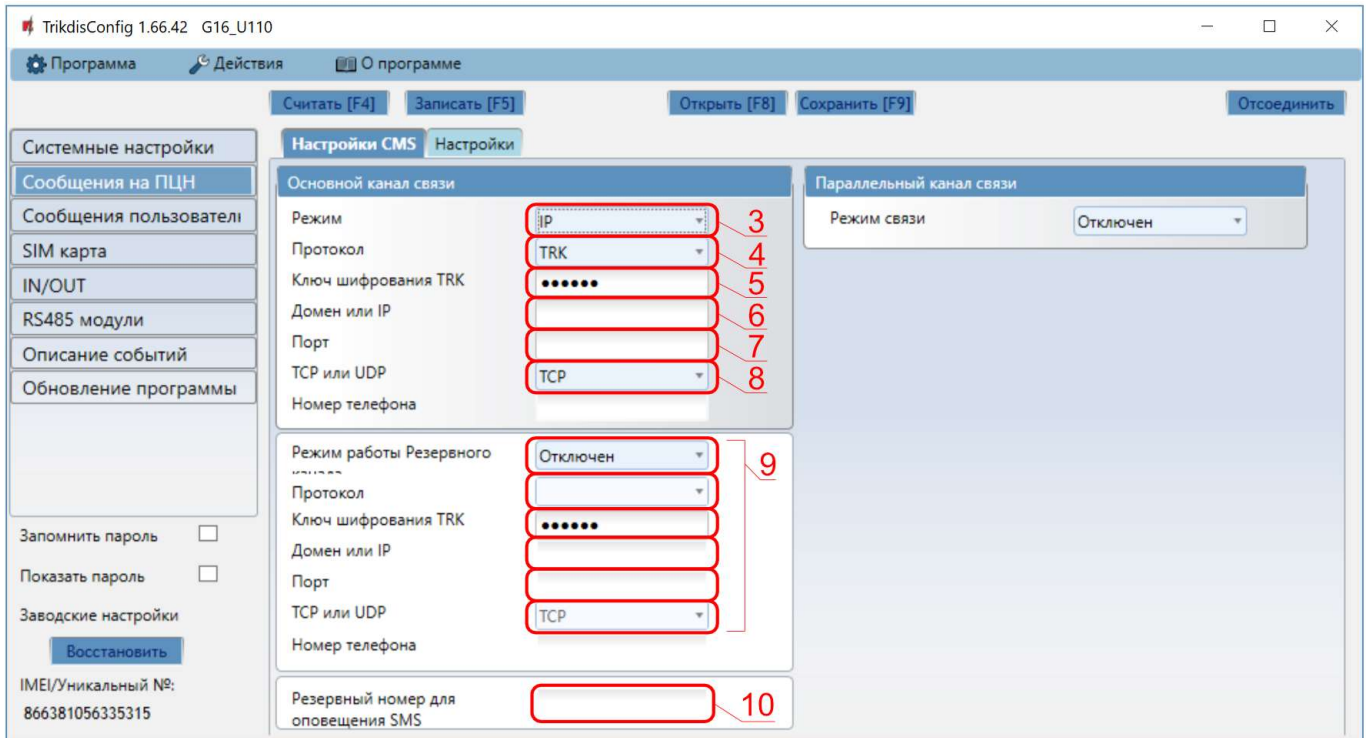 TrikdisConfig 1.66.42 G16_U110
Программа Действия О программе
Считать [F4] Записать [F5] Открыть [F8] Сохранить [F9] Отсоединить
Системные настройки
Сообщения на ПЦН
Сообщения пользовател
SIM карта
IN/OUT
RS485 модули
Описание событий
Обновление программы
Запомнить пароль
Показать пароль
Заводские настройки
Восстановить
IMEI/Уникальный №:
866381056335315
Настройки CMS Настройки
Основной канал связи
Режим IP 3
Протокол TRK 4
Ключ шифрования TRK •••••• 5
Домен или IP 6
Порт 7
TCP или UDP TCP 8
Номер телефона
Режим работы Резервного Отключен 9
Протокол
Ключ шифрования TRK ••••••
Домен или IP
Порт
TCP или UDP TCP
Номер телефона
Резервный номер для
оповещения SMS 10
Параллельный канал связи
Режим связи Отключен